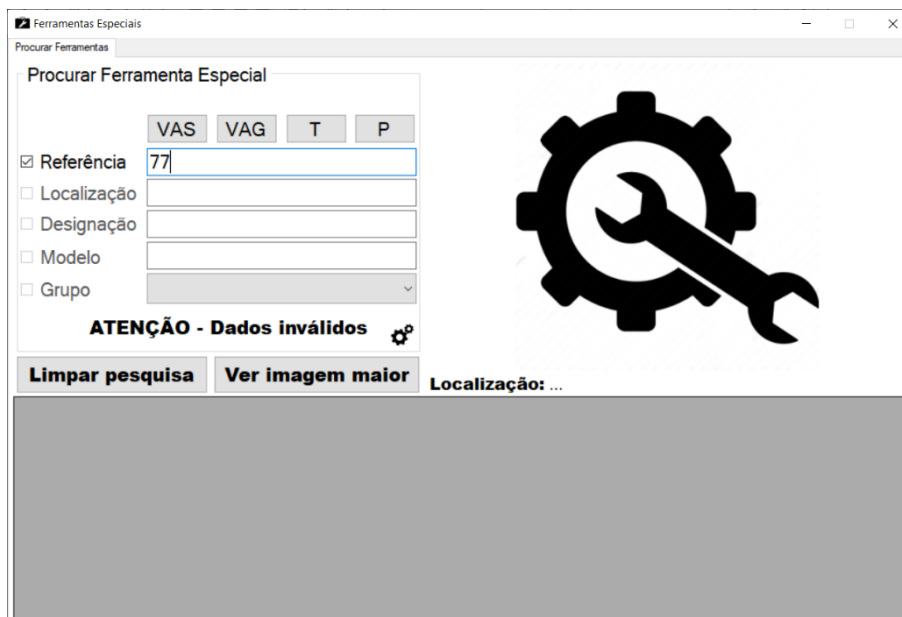 Ferramentas Especiais
Procurar Ferramentas
Procurar Ferramenta Especial
VAS VAG T P
Referência 77
Localização
Designação
Modelo
Grupo
ATENÇÃO - Dados inválidos
Limpar pesquisa Ver imagem maior
Localização: ...